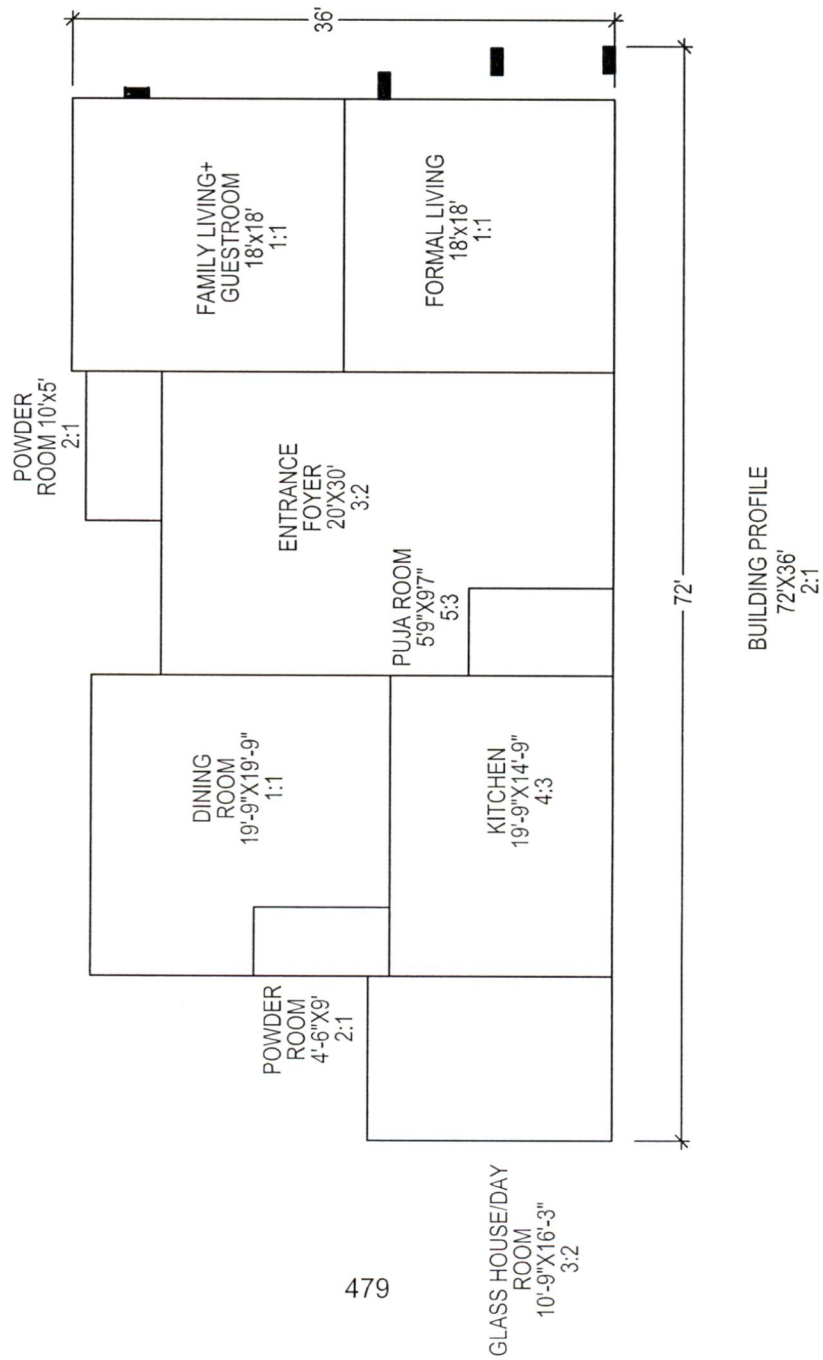 36'
FAMILY LIVING+
GUESTROOM
18'x18'
1:1
FORMAL LIVING
18'x18'
1:1
POWDER
ROOM 10'x5'
2:1
ENTRANCE
FOYER
20'X30'
3:2
PUJA ROOM
5'9"X9'7"
5:3
DINING
ROOM
19'-9"X19'-9"
1:1
KITCHEN
19'-9"X14'-9"
4:3
POWDER
ROOM
4'-6"X9'
2:1
GLASS HOUSE/DAY
ROOM
10'-9"X16'-3"
3:2
72'
BUILDING PROFILE
72'X36'
2:1
479